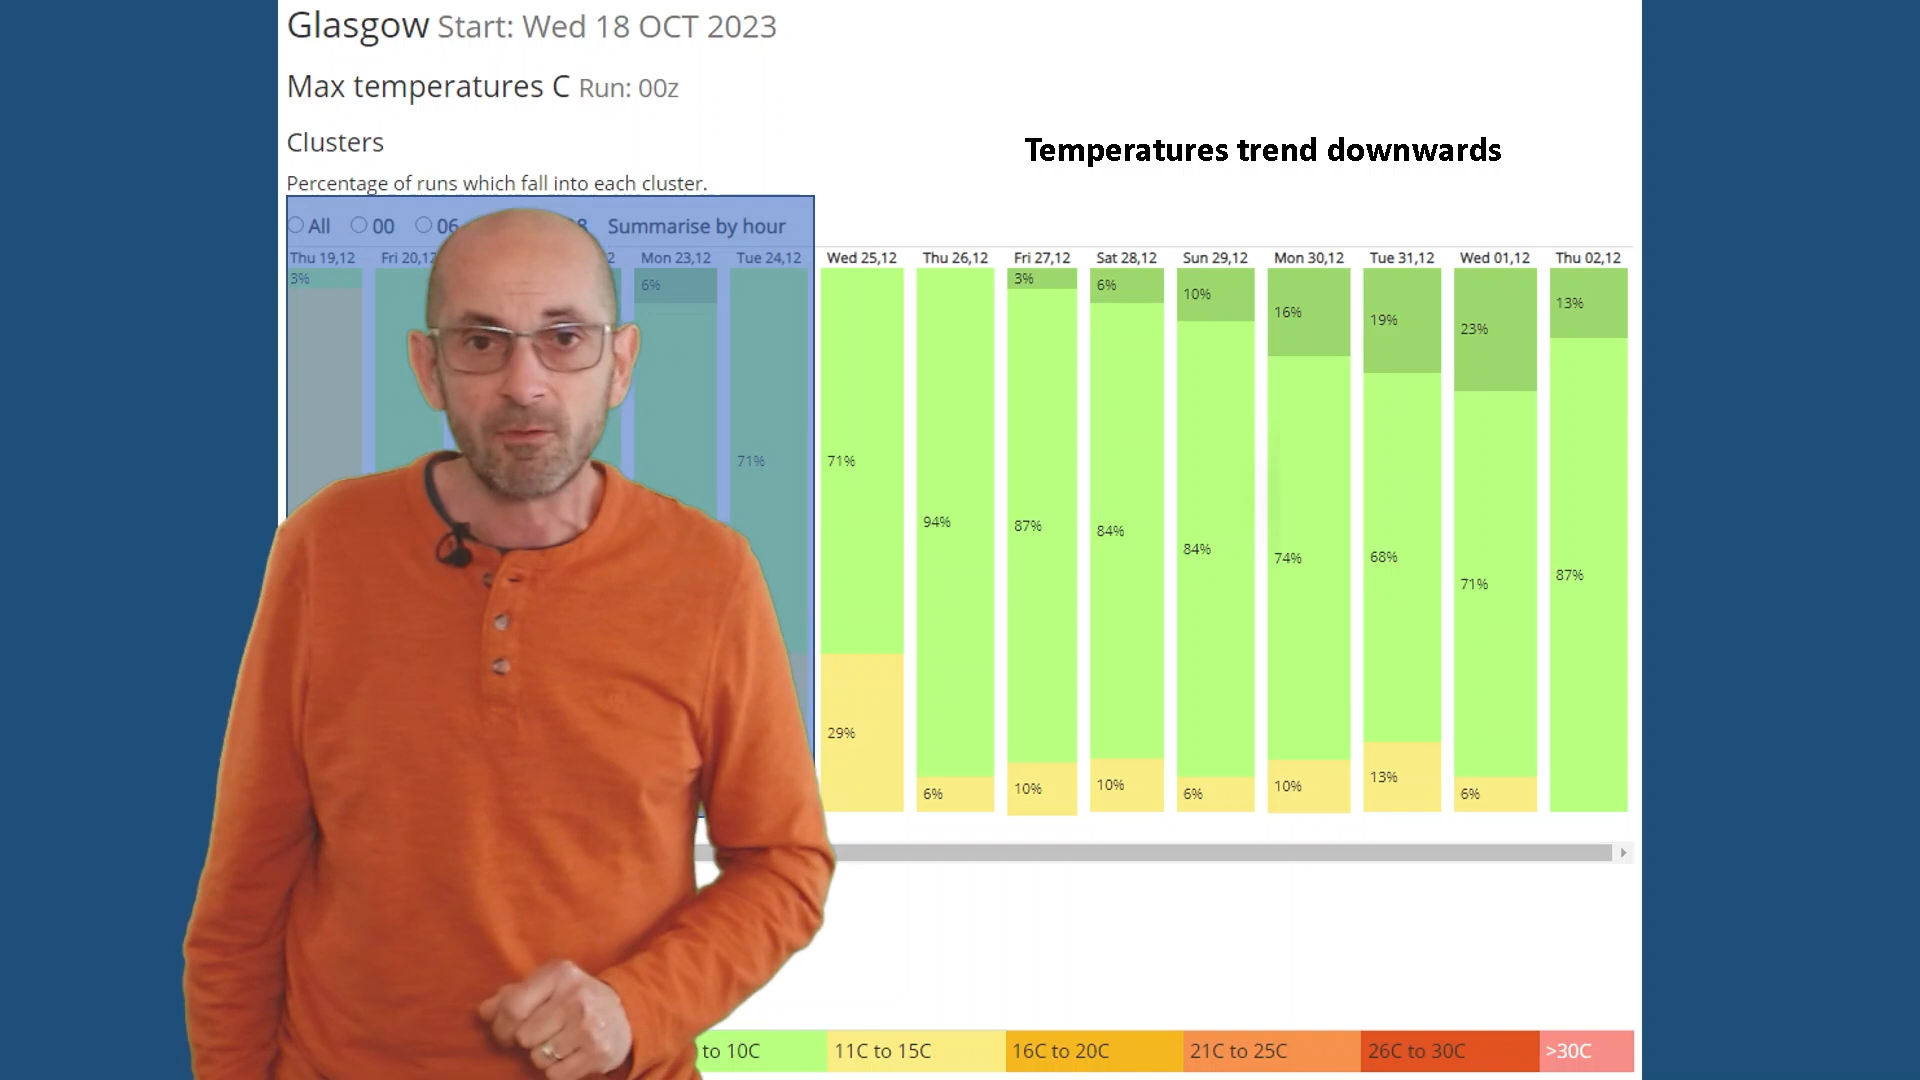 Glasgow Start: Wed 18 OCT 2023
Max temperatures C Run: 00z
Clusters
Temperatures trend downwards
Percentage of runs which fall into each cluster.
All 00 06 Summarise by hour
Thu 19,12 Fri 20,12 Mon 23,12 Tue 24,12 Wed 25,12 Thu 26,12 Fri 27,12 Sat 28,12 Sun 29,12 Mon 30,12 Tue 31,12 Wed 01,12 Thu 02,12
3% 6% 3% 6% 10% 16% 19% 23% 13%
71% 71% 94% 87% 84% 84% 74% 68% 71% 87%
29% 6% 10% 10% 6% 10% 13% 6%
to 10C 11C to 15C 16C to 20C 21C to 25C 26C to 30C >30C